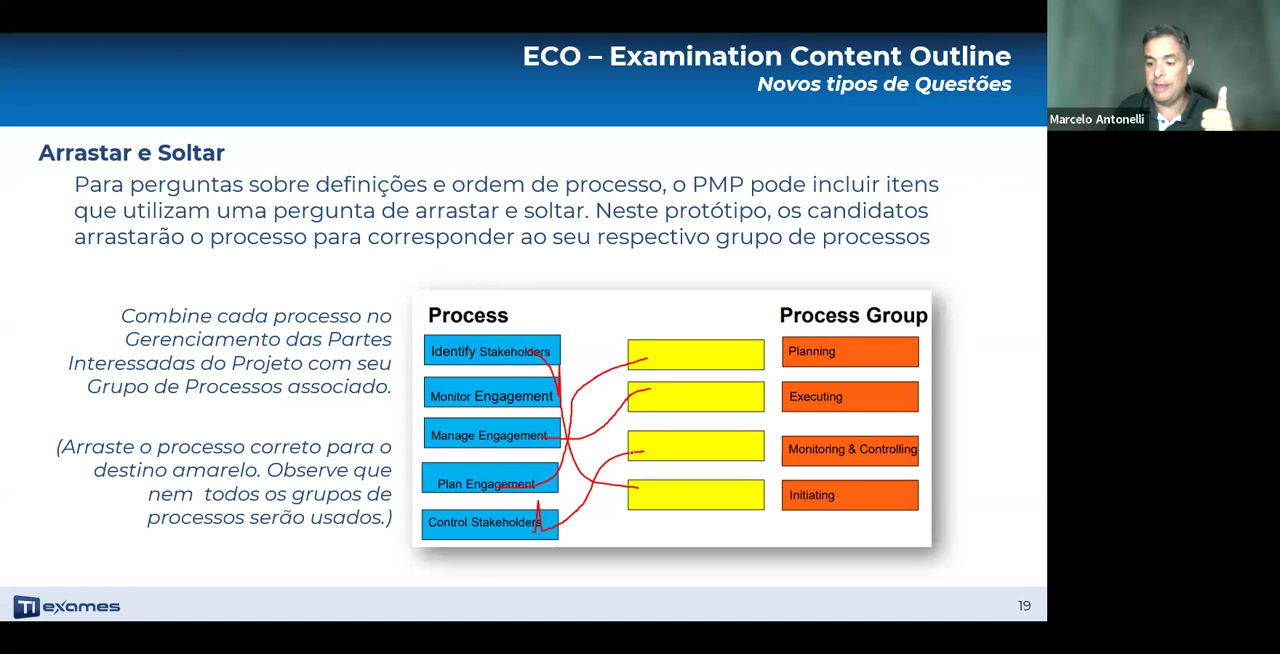 ECO – Examination Content Outline
Novos tipos de Questões
Marcelo Antonelli
Arrastar e Soltar
Para perguntas sobre definições e ordem de processo, o PMP pode incluir itens
que utilizam uma pergunta de arrastar e soltar. Neste protótipo, os candidatos
arrastarão o processo para corresponder ao seu respectivo grupo de processos
Combine cada processo no
Gerenciamento das Partes
Interessadas do Projeto com seu
Grupo de Processos associado.
(Arraste o processo correto para o
destino amarelo. Observe que
nem todos os grupos de
processos serão usados.)
Process
Identify Stakeholders
Monitor Engagement
Manage Engagement
Plan Engagement
Control Stakeholders
Process Group
Planning
Executing
Monitoring & Controlling
Initiating
TI exames
19